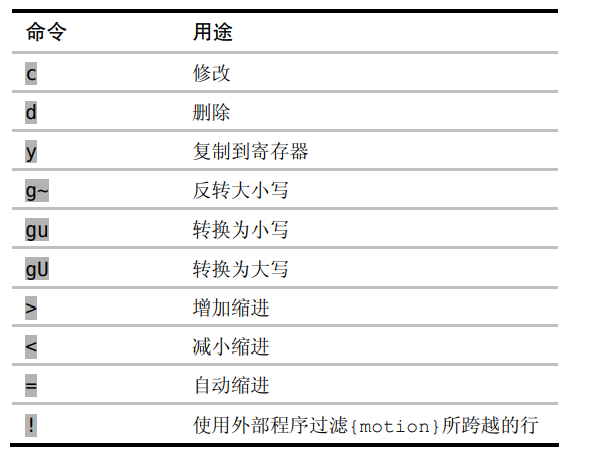 命令 用途
c 修改
d 删除
y 复制到寄存器
g~ 反转大小写
gu 转换为小写
gU 转换为大写
> 增加缩进
< 减小缩进
= 自动缩进
! 使用外部程序过滤{motion}所跨越的行